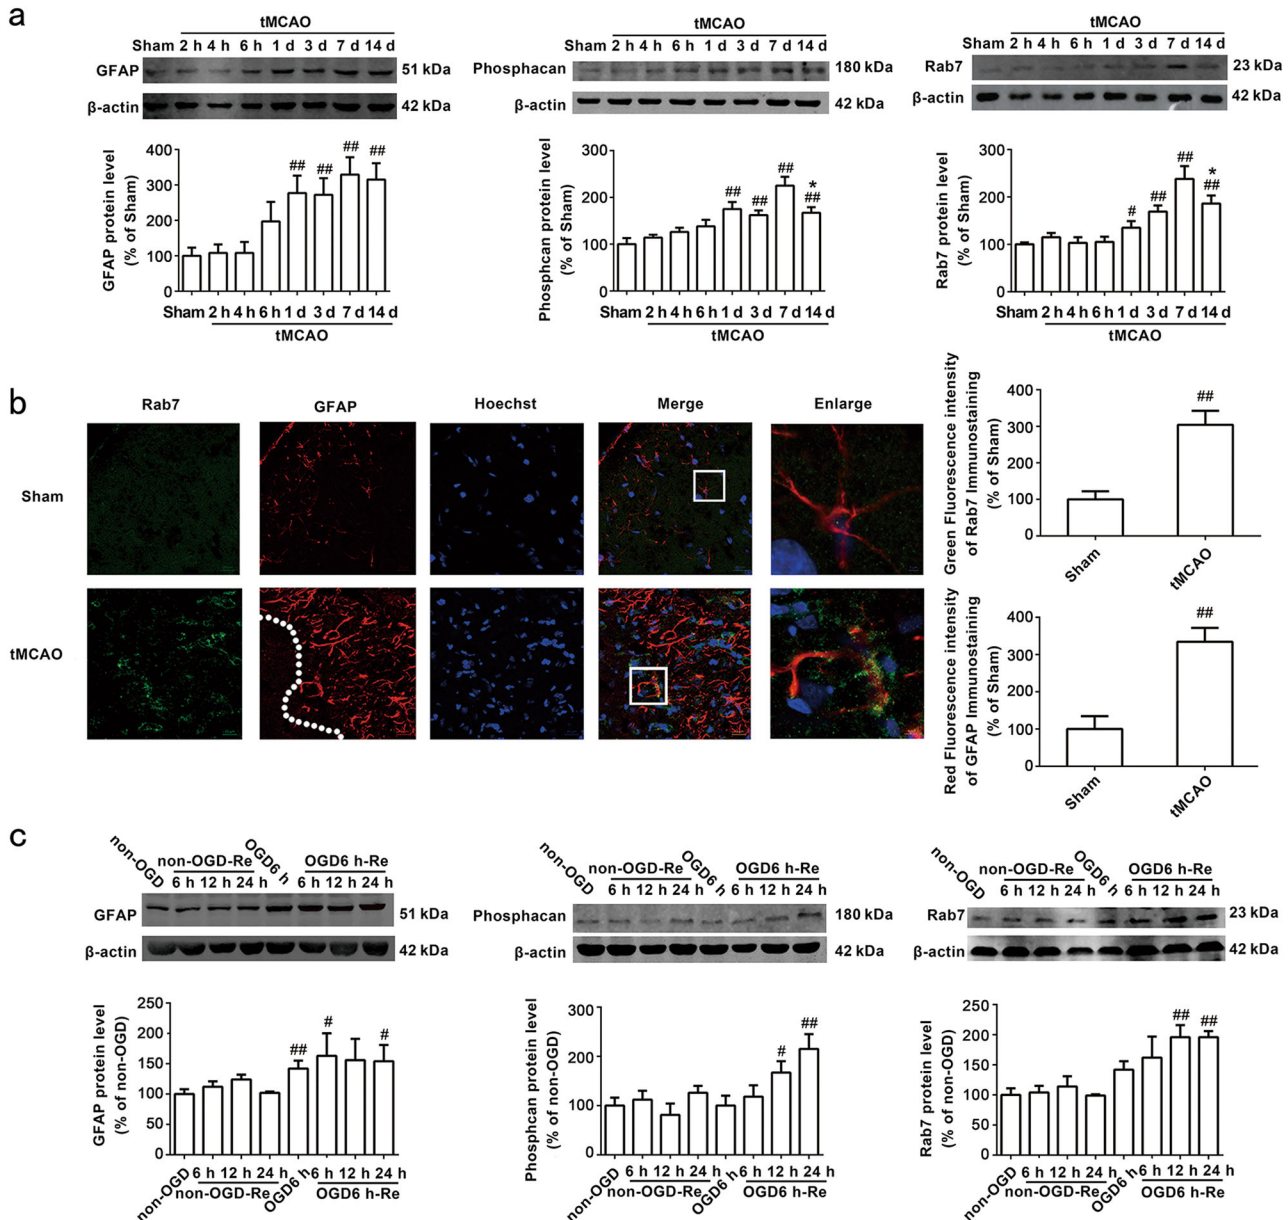 a
tMCAO
Sham 2 h 4 h 6 h 1 d 3 d 7 d 14 d
GFAP 51 kDa
β-actin 42 kDa
GFAP protein level
(% of Sham)
400
300
200
100
0
## ## ## ##
Sham 2 h 4 h 6 h 1 d 3 d 7 d 14 d
tMCAO
tMCAO
Sham 2 h 4 h 6 h 1 d 3 d 7 d 14 d
Phosphacan 180 kDa
β-actin 42 kDa
Phosphcan protein level
(% of Sham)
300
200
100
0
## ## ## *
##
Sham 2 h 4 h 6 h 1 d 3 d 7 d 14 d
tMCAO
tMCAO
Sham 2 h 4 h 6 h 1 d 3 d 7 d 14 d
Rab7 23 kDa
β-actin 42 kDa
Rab7 protein level
(% of Sham)
300
200
100
0
# ## ## *
##
Sham 2 h 4 h 6 h 1 d 3 d 7 d 14 d
tMCAO
b
Rab7 GFAP Hoechst Merge Enlarge
Sham
tMCAO
Green Fluorescence intensity
of Rab7 Immunostaining
(% of Sham)
400
300
200
100
0
##
Sham tMCAO
Red Fluorescence intensity
of GFAP Immunostaining
(% of Sham)
400
300
200
100
0
##
Sham tMCAO
c
non-OGD non-OGD-Re OGD6 h OGD6 h-Re
6 h 12 h 24 h 6 h 12 h 24 h
GFAP 51 kDa
β-actin 42 kDa
GFAP protein level
(% of non-OGD)
250
200
150
100
50
0
## # #
non-OGD 6 h 12 h 24 h OGD6 h 6 h 12 h 24 h
non-OGD-Re OGD6 h-Re
non-OGD non-OGD-Re OGD6 h OGD6 h-Re
6 h 12 h 24 h 6 h 12 h 24 h
Phosphacan 180 kDa
β-actin 42 kDa
Phosphcan protein level
(% of non-OGD)
300
200
100
0
# ##
non-OGD 6 h 12 h 24 h OGD6 h 6 h 12 h 24 h
non-OGD-Re OGD6 h-Re
non-OGD non-OGD-Re OGD6 h OGD6 h-Re
6 h 12 h 24 h 6 h 12 h 24 h
Rab7 23 kDa
β-actin 42 kDa
Rab7 protein level
(% of non-OGD)
250
200
150
100
50
0
## ##
non-OGD 6 h 12 h 24 h OGD6 h 6 h 12 h 24 h
non-OGD-Re OGD6 h-Re